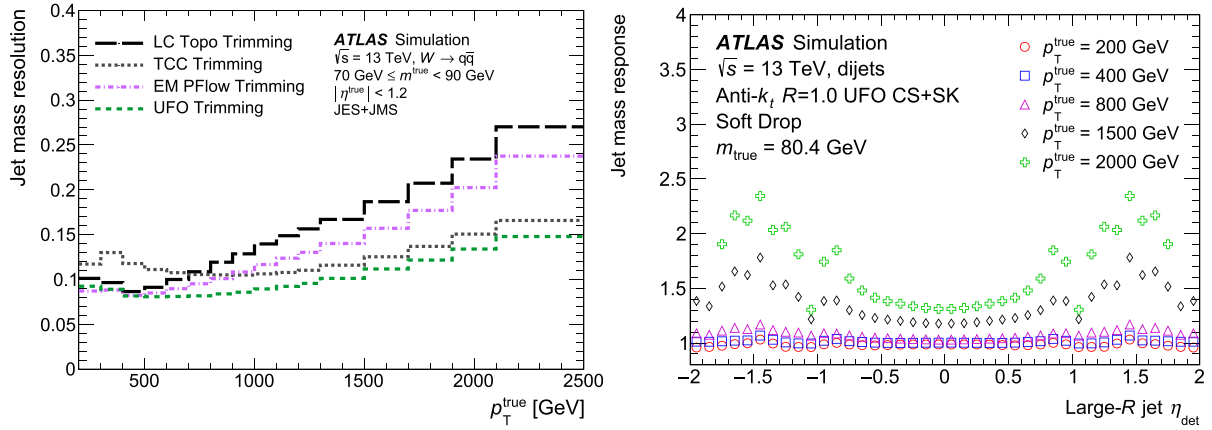 Jet mass resolution
0.4
0.35
0.3
0.25
0.2
0.15
0.1
0.05
0
LC Topo Trimming
TCC Trimming
EM PFlow Trimming
UFO Trimming
ATLAS Simulation
√s = 13 TeV, W → qq̅
70 GeV ≤ m^true < 90 GeV
|η^true| < 1.2
JES+JMS
500 1000 1500 2000 2500
p_T^true [GeV]
Jet mass response
4
3.5
3
2.5
2
1.5
1
ATLAS Simulation
√s = 13 TeV, dijets
Anti-k_t R=1.0 UFO CS+SK
Soft Drop
m_true = 80.4 GeV
p_T^true = 200 GeV
p_T^true = 400 GeV
p_T^true = 800 GeV
p_T^true = 1500 GeV
p_T^true = 2000 GeV
−2 −1.5 −1 −0.5 0 0.5 1 1.5 2
Large-R jet η_det